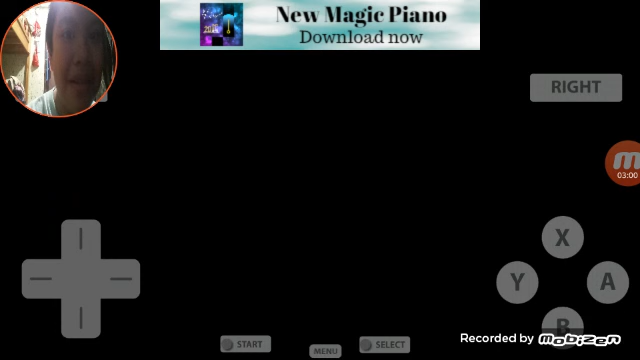 New Magic Piano
Download now
RIGHT
03:00
X
Y
A
B
START
SELECT
MENU
Recorded by MOBIZEN